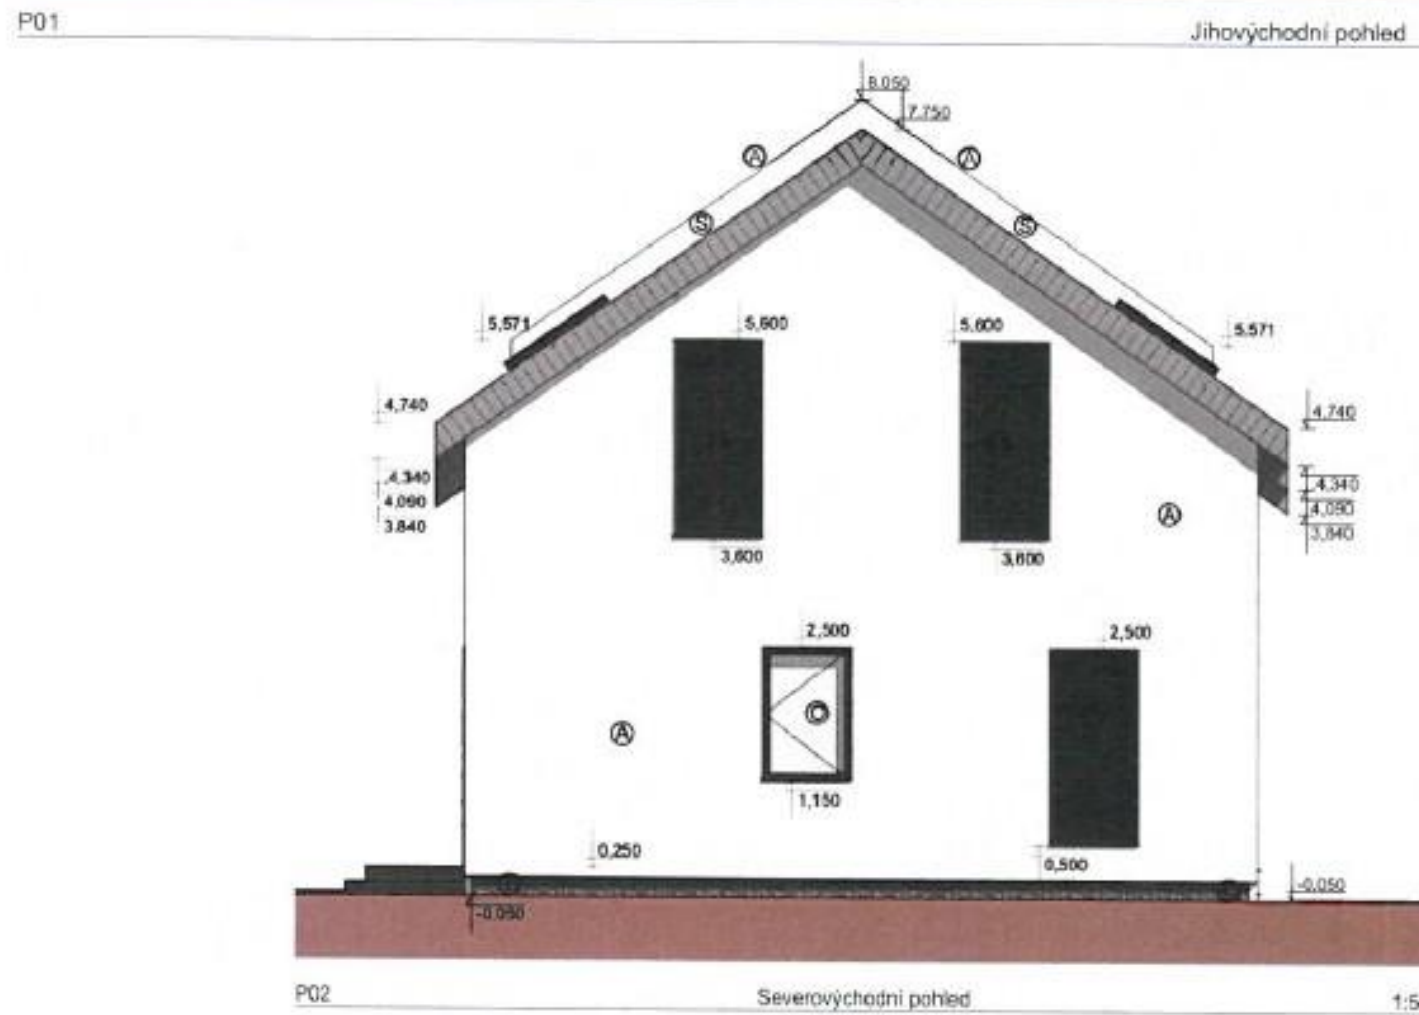 P01
Jihovýchodní pohled
8.050
7.750
A A
S S
5,571 5,600 5,600 5,571
4,740 4,740
4,340 4,340
4,090 4,090
3,840 3,840
A
3,600 3,600
2,500 2,500
C
A
1,150
0,250 0,500
-0,050
-0,050
P02 Severovýchodní pohled 1:5